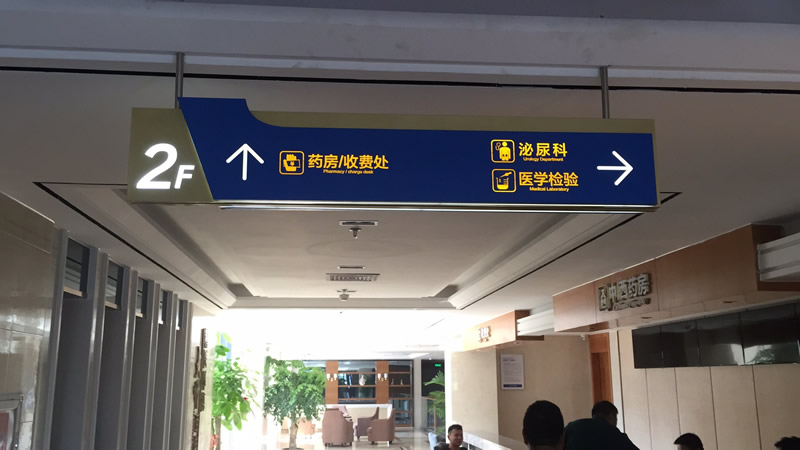 2F
药房/收费处
Pharmacy / charge desk
泌尿科
Urology Department
医学检验
Medical Laboratory
中西药房